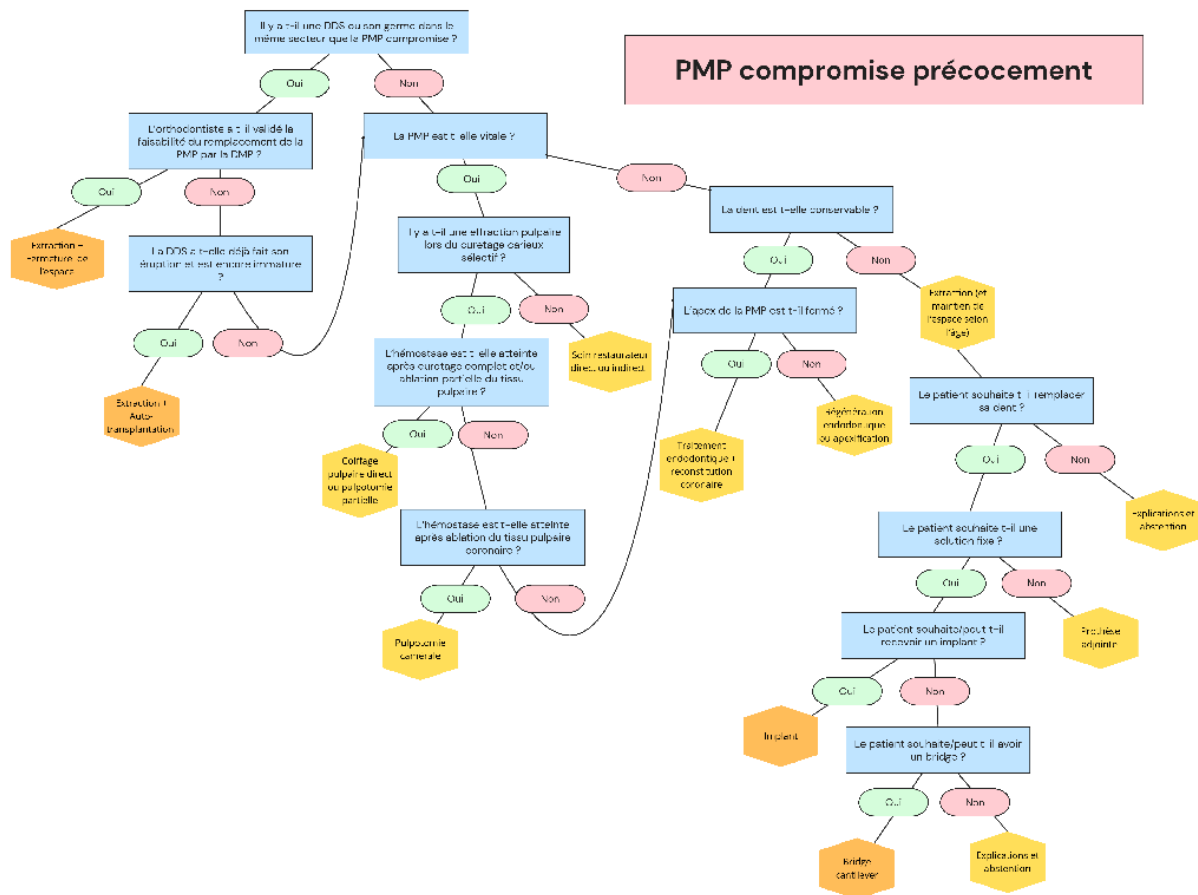 PMP compromise précocement
Il y a t-il une DDS ou son germe dans le
même secteur que la PMP compromise ?
Oui
Non
L'orthodontiste a t-il validé la
faisabilité du remplacement de la
PMP par la DMP ?
Oui
Non
Extraction +
Fermeture de
l'espace
La DDS a t-elle déjà fait son
éruption et est encore immature
?
Oui
Non
Extraction +
Auto-
transplantation
La PMP est t-elle vitale ?
Oui
Non
Il y a t-il une effraction pulpaire
lors du curetage carieux
sélectif ?
Oui
Non
Soin restaurateur
direct ou indirect
L'hémostase est t-elle atteinte
après curetage complet et/ou
ablation partielle du tissu
pulpaire ?
Oui
Non
Coiffage
pulpaire direct
ou pulpotomie
partielle
L'hémostase est t-elle atteinte
après ablation du tissu pulpaire
coronaire ?
Oui
Non
Pulpotomie
camérale
La dent est t-elle conservable ?
Oui
Non
L'apex de la PMP est t-il fermé ?
Oui
Non
Traitement
endodontique +
reconstitution
coronaire
Régénération
endodontique
ou apexification
Extraction (et
maintien de
l'espace selon
l'âge)
Le patient souhaite t-il remplacer
sa dent ?
Oui
Non
Explications et
abstention
Le patient souhaite t-il une
solution fixe ?
Oui
Non
Prothèse
adjointe
Le patient souhaite/peut t-il
recevoir un implant ?
Oui
Non
Implant
Le patient souhaite/peut t-il avoir
un bridge ?
Oui
Non
Bridge
cantilever
Explications et
abstention